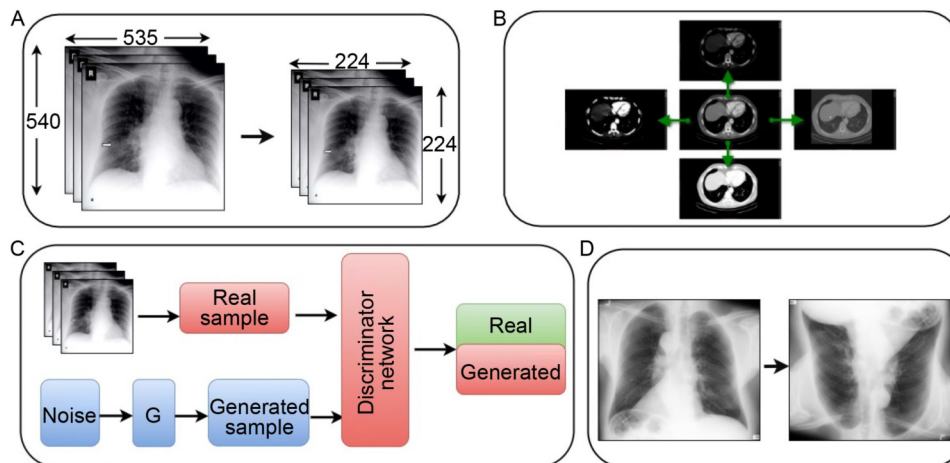 A
535
540
224
224
B
C
Real
sample
Discriminator
network
Real
Generated
Noise
G
Generated
sample
D